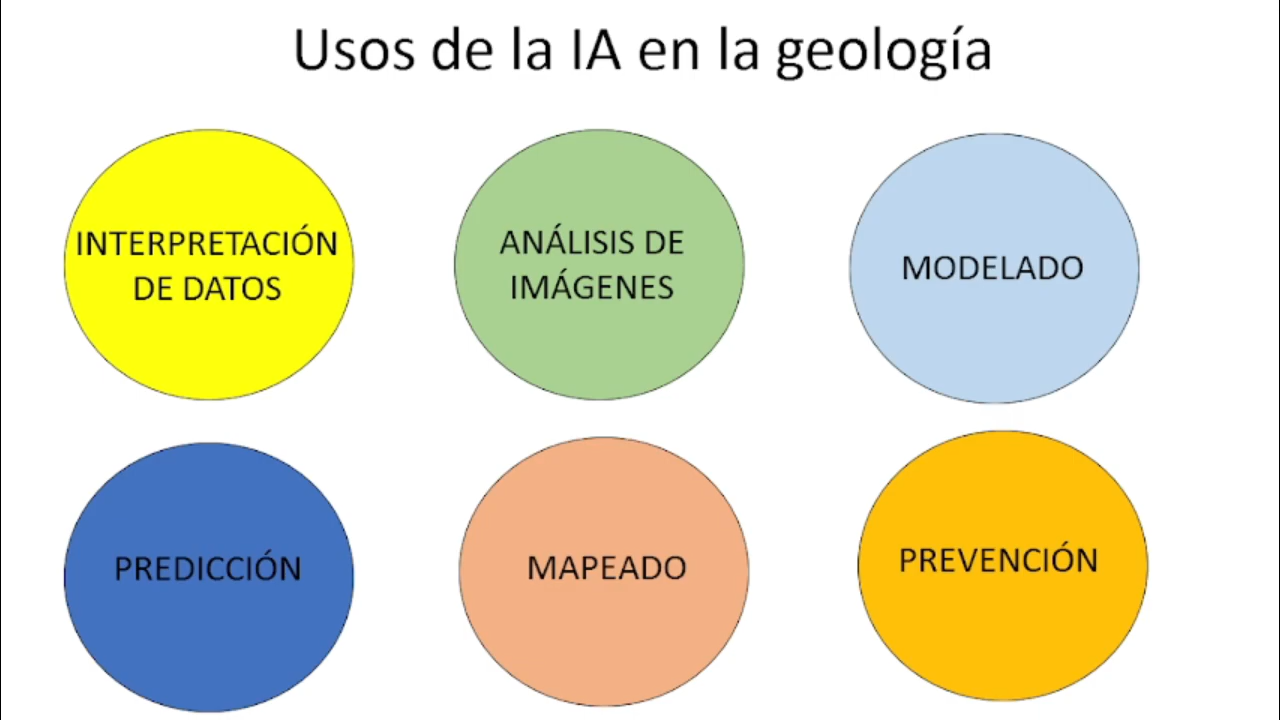 Usos de la IA en la geología
INTERPRETACIÓN
DE DATOS
ANÁLISIS DE
IMÁGENES
MODELADO
PREDICCIÓN
MAPEADO
PREVENCIÓN